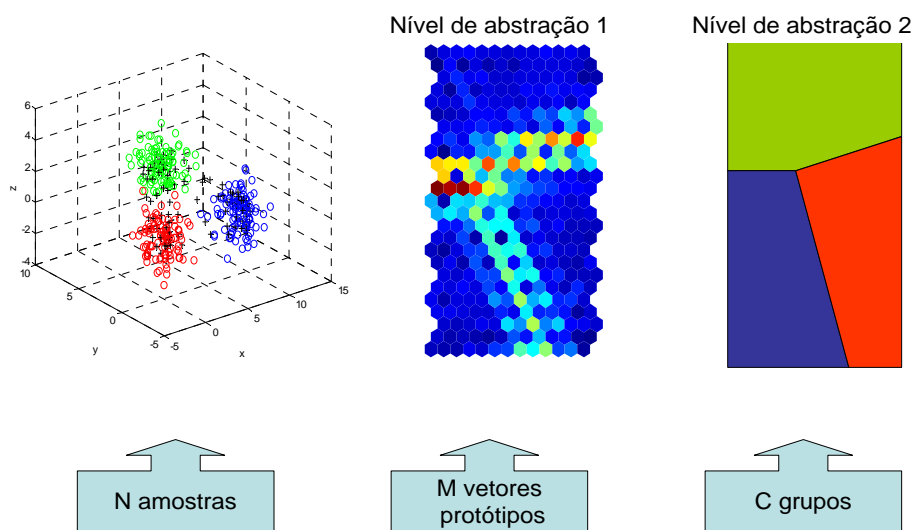 Nível de abstração 1
Nível de abstração 2
6
4
2
0
-2
-4
z
10
5
0
-5
y
-5
0
5
10
15
x
N amostras
M vetores
protótipos
C grupos